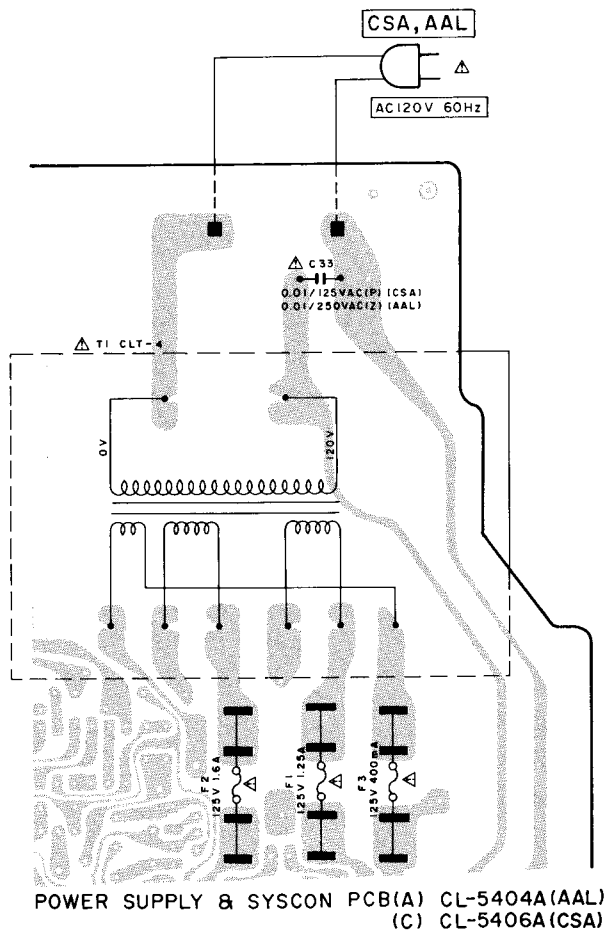 CSA, AAL
AC120V 60Hz
C33
0.01/125VAC(P)(CSA)
0.01/250VAC(Z)(AAL)
T1 CLT-4
0V
120V
F2
125V 1.6A
F1
125V 1.25A
F3
125V 400mA
POWER SUPPLY & SYSCON PCB(A) CL-5404A(AAL)
(C) CL-5406A(CSA)